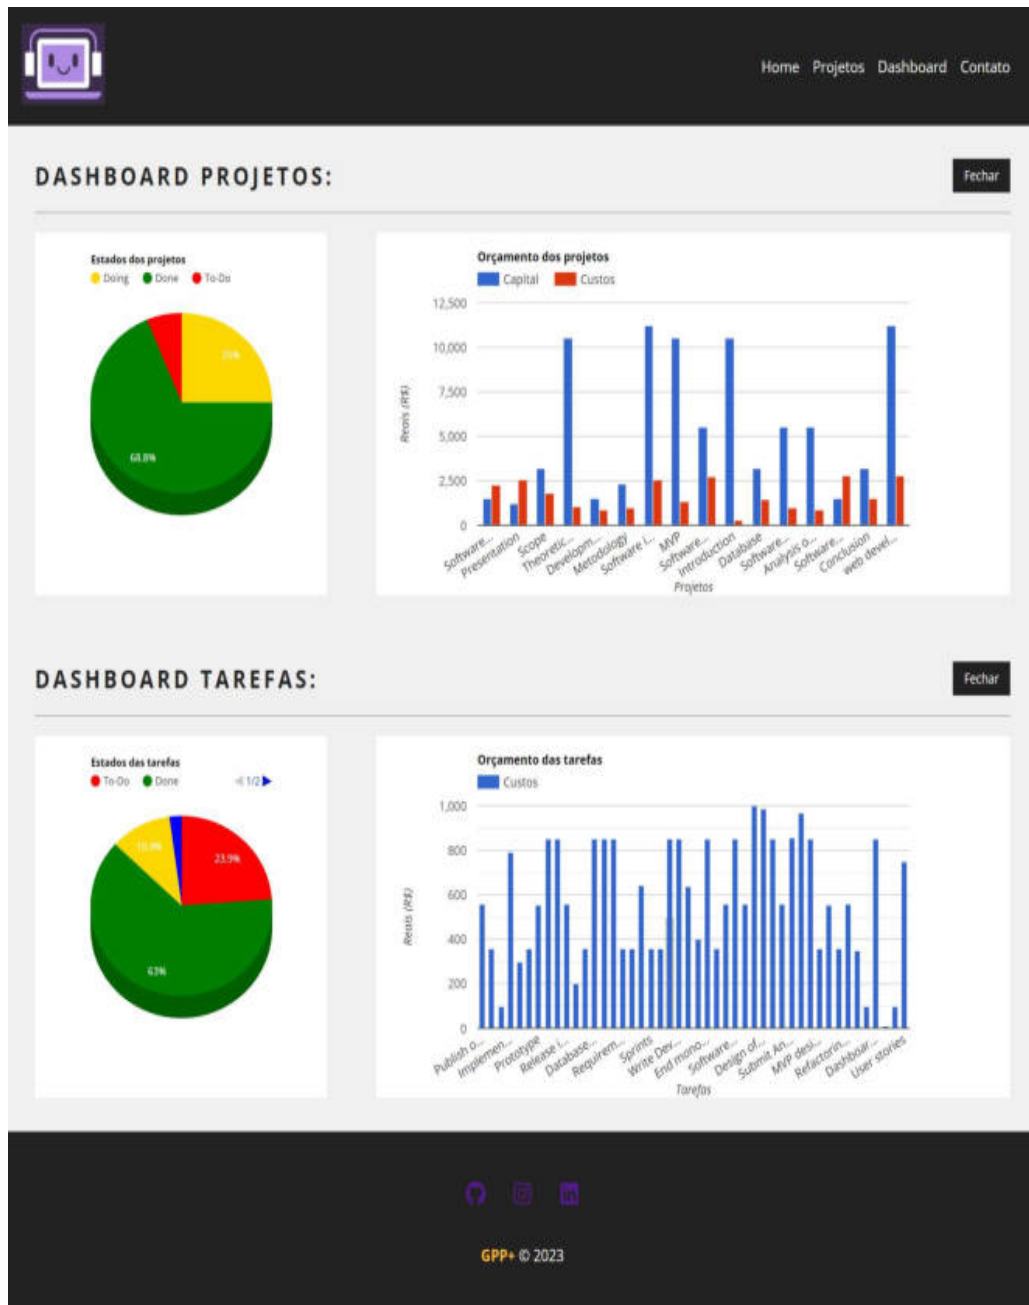 Home Projetos Dashboard Contato
DASHBOARD PROJETOS:
Fechar
Estados dos projetos
Doing Done To-Do
25%
68.8%
Orçamento dos projetos
Capital Custos
12,500
10,000
7,500
5,000
2,500
0
Reais (R$)
Software...
Presentation
Scope
Theoretic...
Developm...
Metodology
Software i...
MVP
Software...
Introduction
Database
Software...
Analysis o...
Software...
Conclusion
web devel...
Projetos
DASHBOARD TAREFAS:
Fechar
Estados das tarefas
To-Do Done 1/2
23.9%
10.9%
63%
Orçamento das tarefas
Custos
1,000
800
600
400
200
0
Reais (R$)
Publish o...
Implemen...
Prototype
Release i...
Database...
Requirem...
Sprints
Write Dev...
End mono...
Software...
Design of...
Submit An...
MVP desi...
Refactorin...
Dashboar...
User stories
Tarefas
GPP+ © 2023